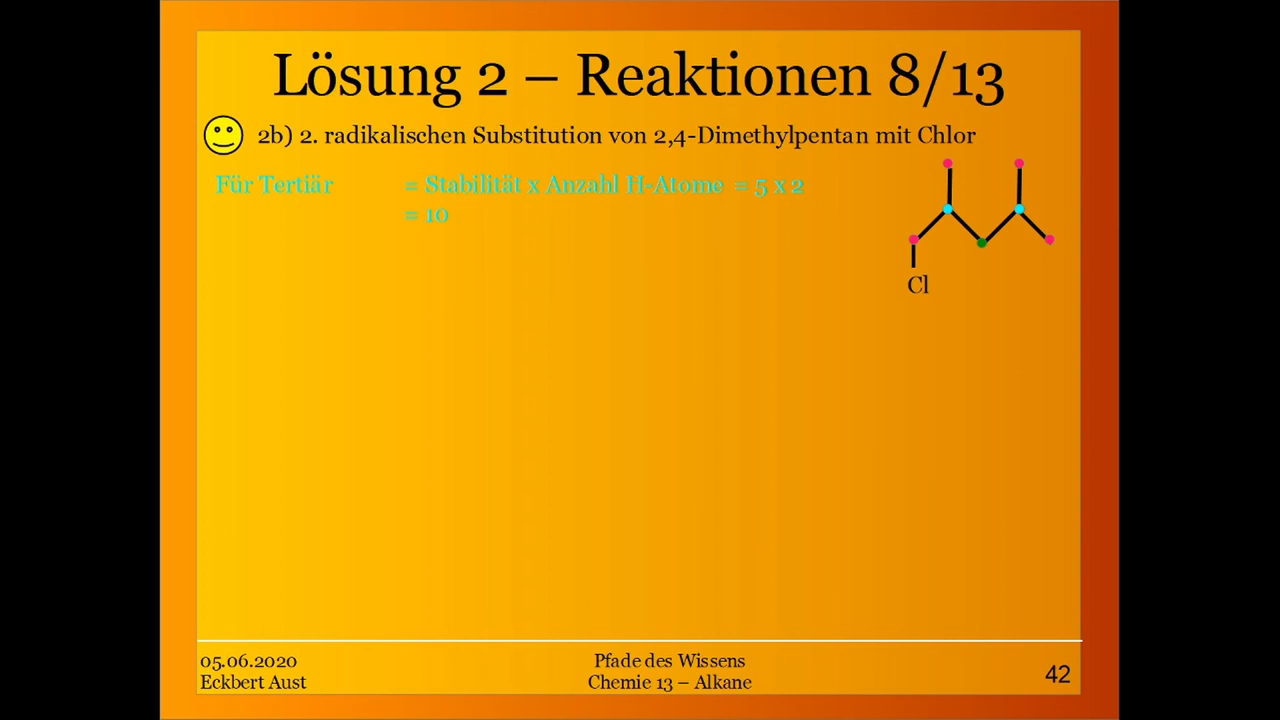 Lösung 2 – Reaktionen 8/13
2b) 2. radikalischen Substitution von 2,4-Dimethylpentan mit Chlor
Für Tertiär = Stabilität x Anzahl H-Atome = 5 x 2
= 10
Cl
05.06.2020
Eckbert Aust
Pfade des Wissens
Chemie 13 – Alkane
42